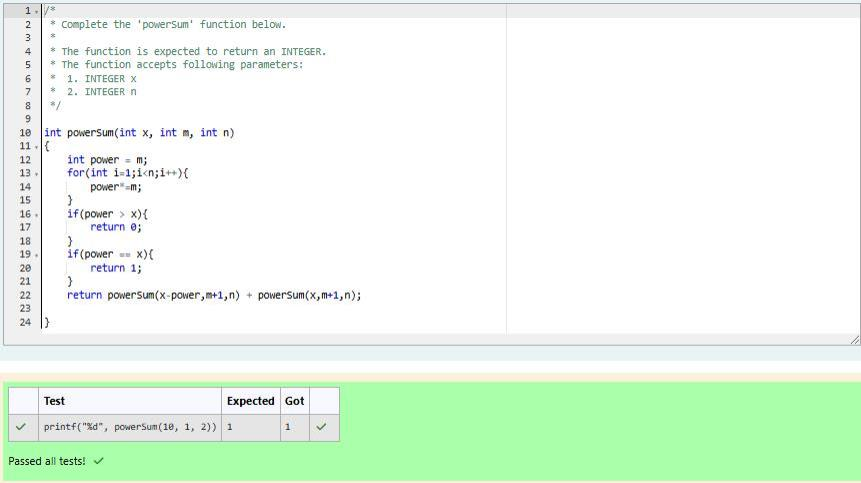 1 /*
2 * Complete the 'powerSum' function below.
3 *
4 * The function is expected to return an INTEGER.
5 * The function accepts following parameters:
6 * 1. INTEGER x
7 * 2. INTEGER n
8 */
9
10 int powerSum(int x, int m, int n)
11 {
12 int power = m;
13 for(int i=1;i<n;i++){
14 power*=m;
15 }
16 if(power > x){
17 return 0;
18 }
19 if(power == x){
20 return 1;
21 }
22 return powerSum(x-power,m+1,n) + powerSum(x,m+1,n);
23
24 }
Test Expected Got
✓ printf("%d", powerSum(10, 1, 2)) 1 1 ✓
Passed all tests! ✓